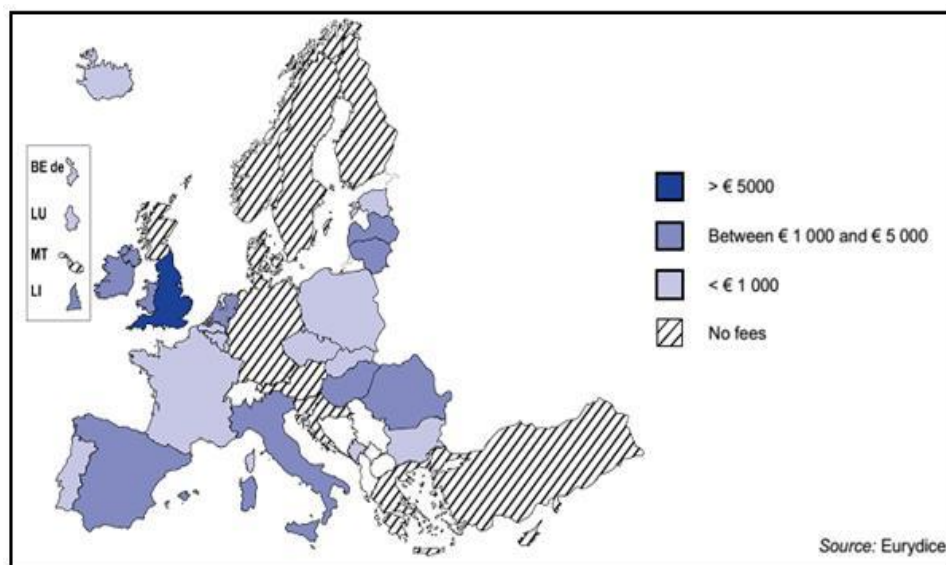 BE de
LU
MT
LI
> € 5000
Between € 1 000 and € 5 000
< € 1 000
No fees
Source: Eurydice